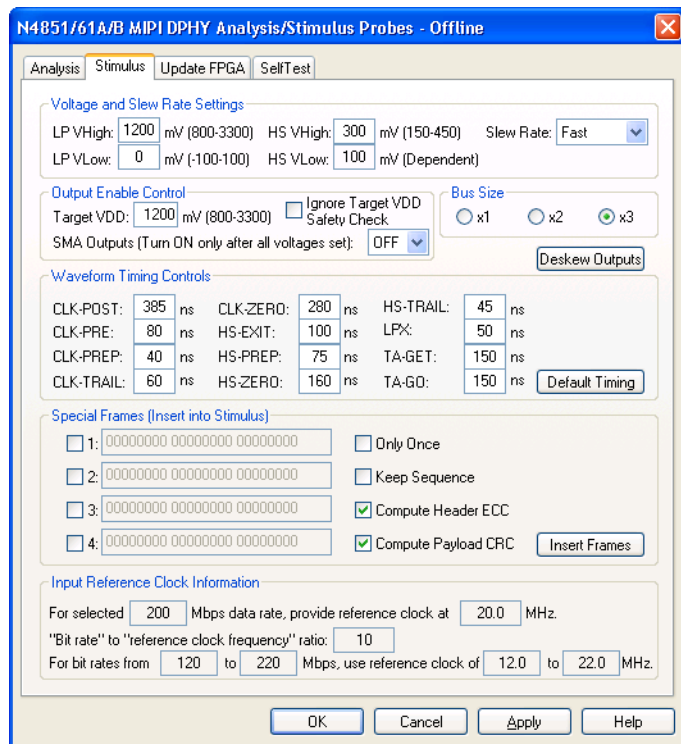 N4851/61A/B MIPI DPHY Analysis/Stimulus Probes - Offline
Analysis Stimulus Update FPGA SelfTest
Voltage and Slew Rate Settings
LP VHigh: 1200 mV (800-3300) HS VHigh: 300 mV (150-450) Slew Rate: Fast
LP VLow: 0 mV (-100-100) HS VLow: 100 mV (Dependent)
Output Enable Control
Target VDD: 1200 mV (800-3300) Ignore Target VDD
Safety Check
SMA Outputs (Turn ON only after all voltages set): OFF
Bus Size
x1 x2 x3
Deskew Outputs
Waveform Timing Controls
CLK-POST: 385 ns CLK-ZERO: 280 ns HS-TRAIL: 45 ns
CLK-PRE: 80 ns HS-EXIT: 100 ns LPX: 50 ns
CLK-PREP: 40 ns HS-PREP: 75 ns TA-GET: 150 ns
CLK-TRAIL: 60 ns HS-ZERO: 160 ns TA-GO: 150 ns Default Timing
Special Frames (Insert into Stimulus)
1: 00000000 00000000 00000000 Only Once
2: 00000000 00000000 00000000 Keep Sequence
3: 00000000 00000000 00000000 Compute Header ECC
4: 00000000 00000000 00000000 Compute Payload CRC Insert Frames
Input Reference Clock Information
For selected 200 Mbps data rate, provide reference clock at 20.0 MHz.
"Bit rate" to "reference clock frequency" ratio: 10
For bit rates from 120 to 220 Mbps, use reference clock of 12.0 to 22.0 MHz.
OK Cancel Apply Help